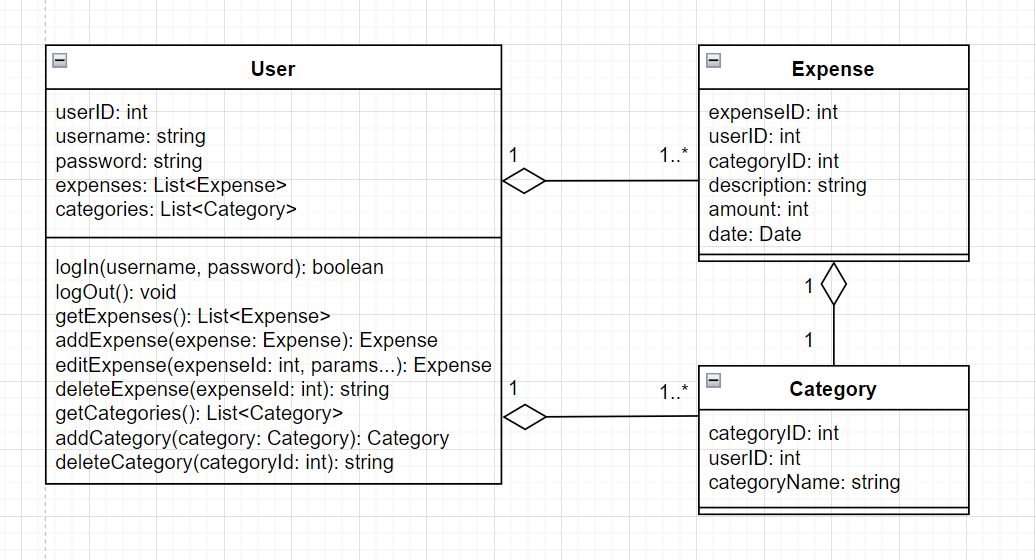 User
userID: int
username: string
password: string
expenses: List<Expense>
categories: List<Category>
logIn(username, password): boolean
logOut(): void
getExpenses(): List<Expense>
addExpense(expense: Expense): Expense
editExpense(expenseId: int, params...): Expense
deleteExpense(expenseId: int): string
getCategories(): List<Category>
addCategory(category: Category): Category
deleteCategory(categoryId: int): string
1
1..*
1
1..*
Expense
expenseID: int
userID: int
categoryID: int
description: string
amount: int
date: Date
1
1
Category
categoryID: int
userID: int
categoryName: string